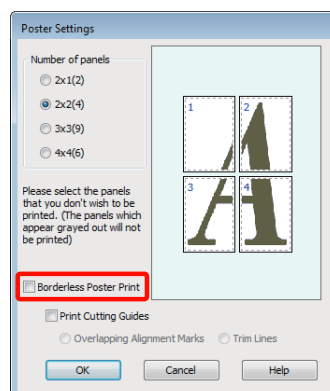 Poster Settings
Number of panels
2x1(2)
2x2(4)
3x3(9)
4x4(6)
Please select the panels
that you don't wish to be
printed. (The panels which
appear grayed out will not
be printed)
1
2
3
4
A
Borderless Poster Print
Print Cutting Guides
Overlapping Alignment Marks
Trim Lines
OK
Cancel
Help